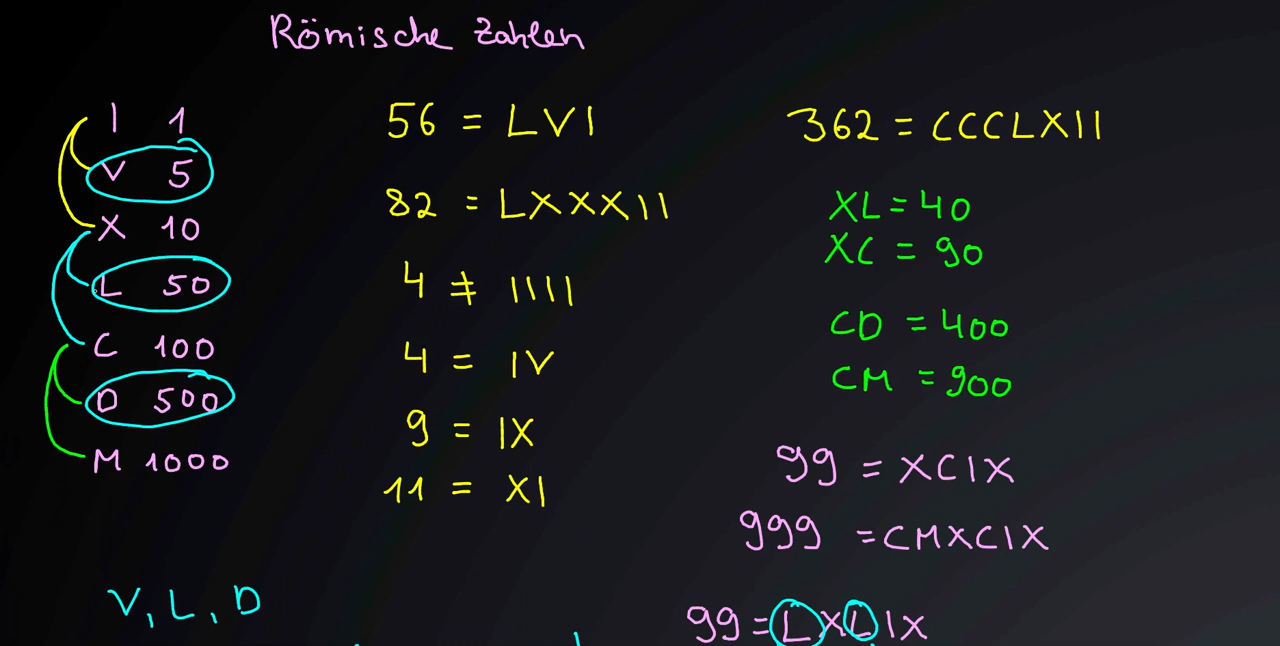 Römische Zahlen
I 1
V 5
X 10
L 50
C 100
D 500
M 1000
V, L, D
56 = LVI
82 = LXXXII
4 ≠ IIII
4 = IV
9 = IX
11 = XI
362 = CCCLXII
XL = 40
XC = 90
CD = 400
CM = 900
99 = XCIX
999 = CMXCIX
99 = LXLIX